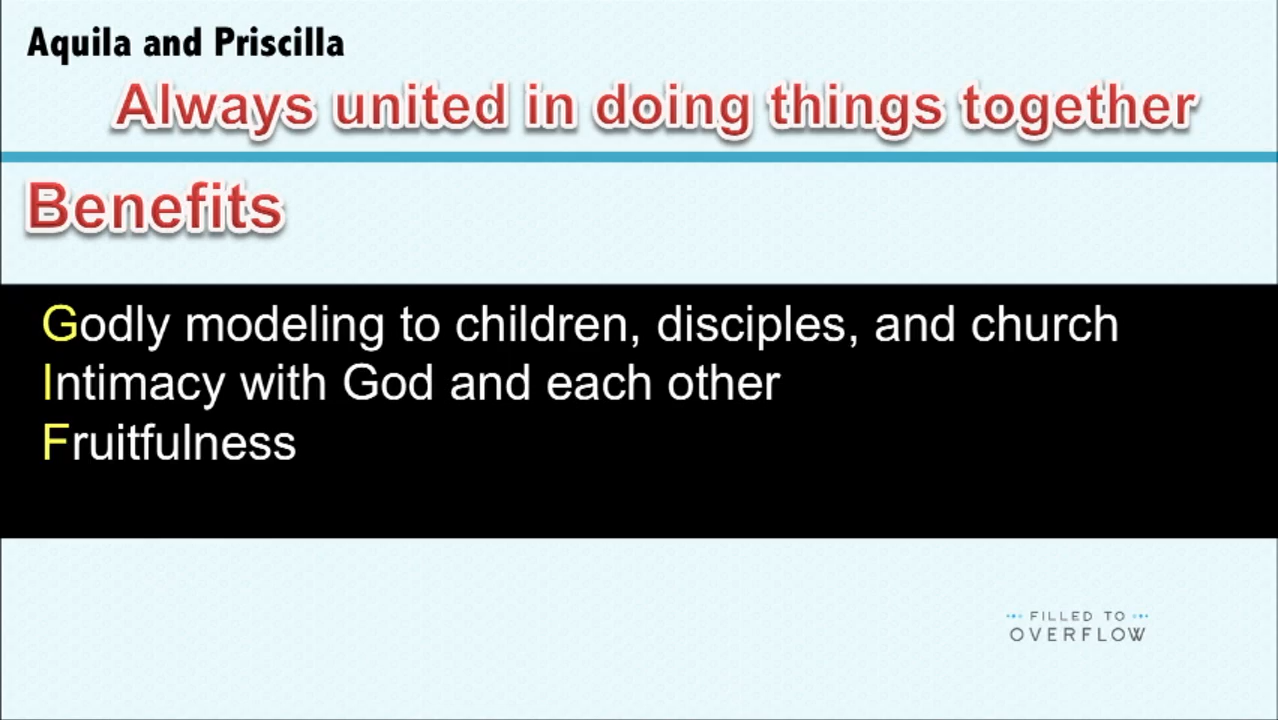 Aquila and Priscilla
Always united in doing things together
Benefits
Godly modeling to children, disciples, and church
Intimacy with God and each other
Fruitfulness
FILLED TO
OVERFLOW